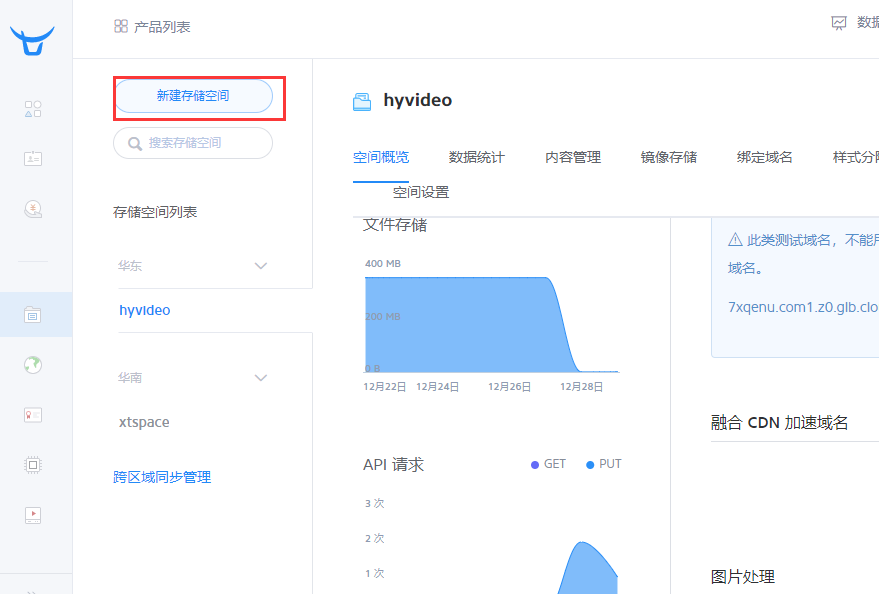 产品列表
数据
新建存储空间
搜索存储空间
存储空间列表
华东
hyvideo
华南
xtspace
跨区域同步管理
hyvideo
空间概览 数据统计 内容管理 镜像存储 绑定域名 样式分隔
空间设置
文件存储
400 MB
200 MB
0 B
12月22日 12月24日 12月26日 12月28日
API 请求
GET PUT
3 次
2 次
1 次
此类测试域名，不能用
域名。
7xqenu.com1.z0.glb.clo
融合 CDN 加速域名
图片处理